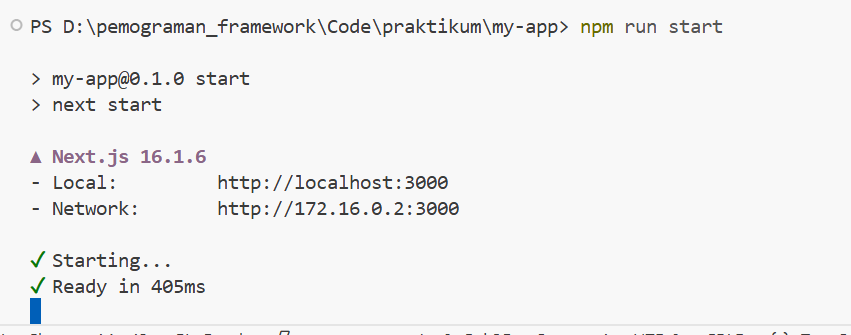 PS D:\pemograman_framework\Code\praktikum\my-app> npm run start
> my-app@0.1.0 start
> next start
▲ Next.js 16.1.6
- Local: http://localhost:3000
- Network: http://172.16.0.2:3000
✓ Starting...
✓ Ready in 405ms